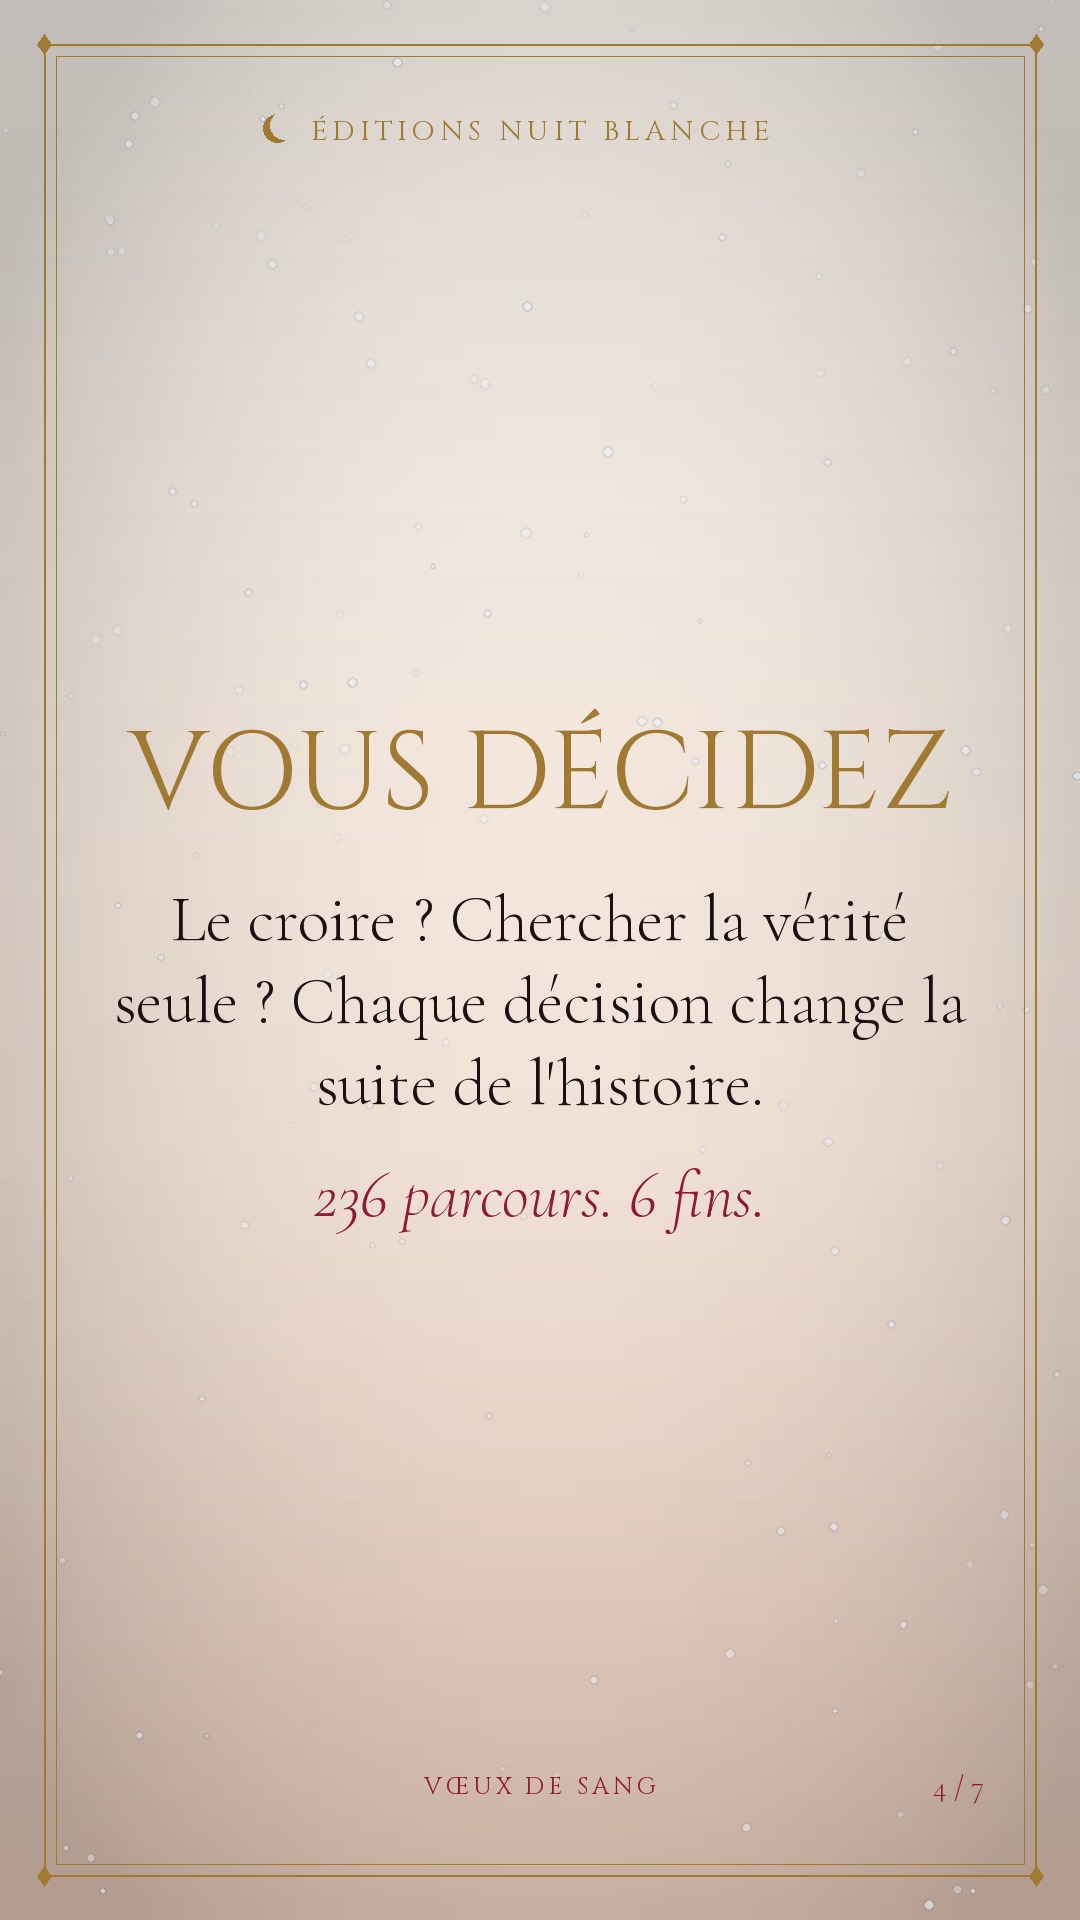 ÉDITIONS NUIT BLANCHE
VOUS DÉCIDEZ
Le croire ? Chercher la vérité
seule ? Chaque décision change la
suite de l'histoire.
236 parcours. 6 fins.
VŒUX DE SANG
4 / 7